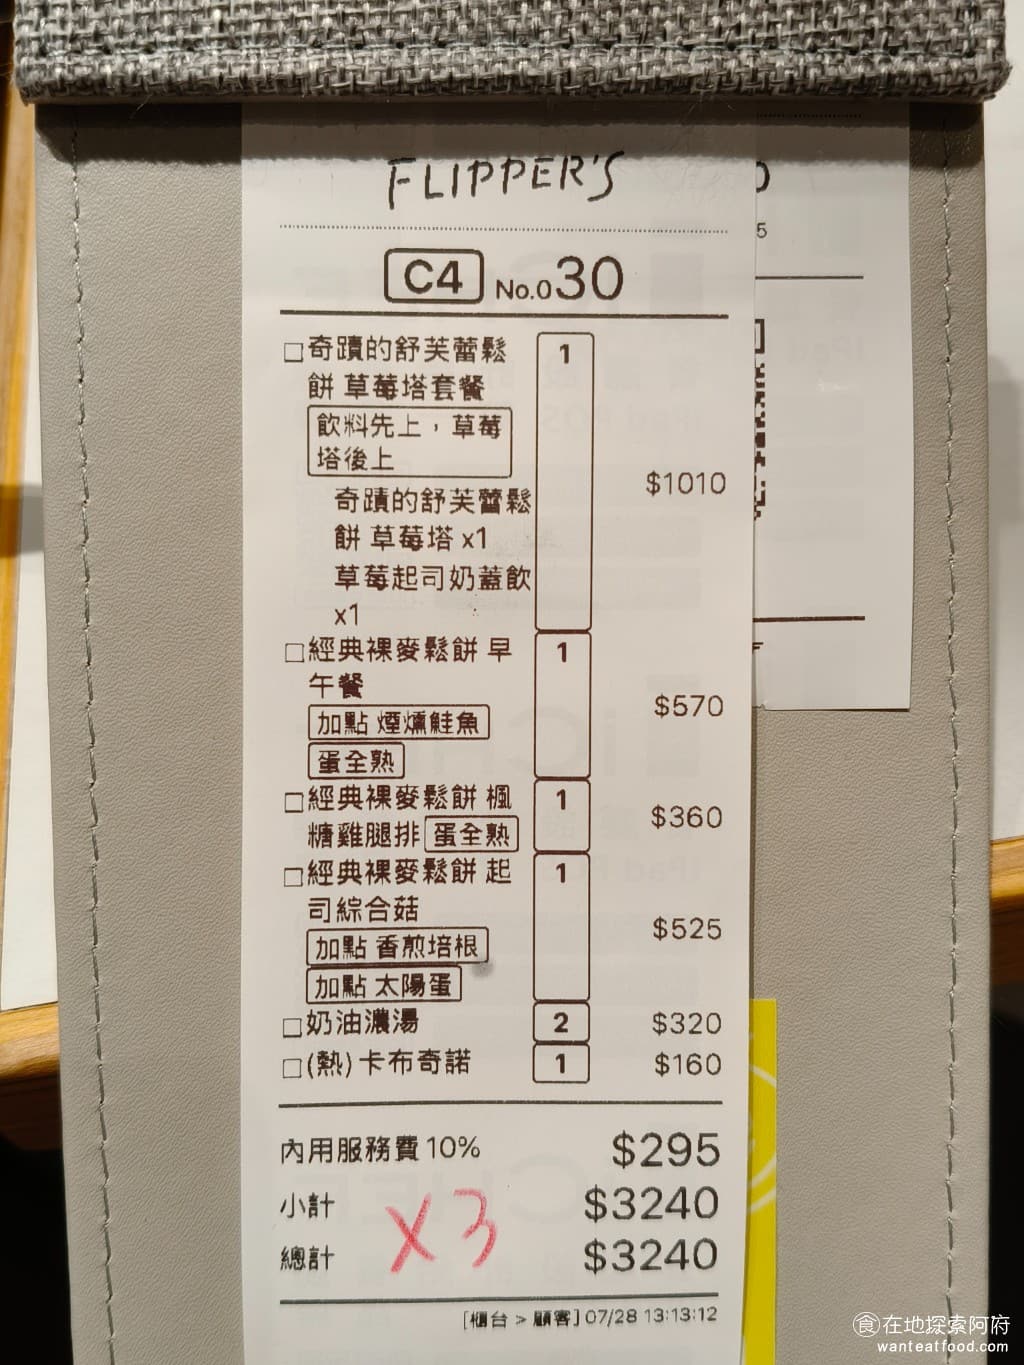 FLIPPER'S
C4 No.030
□奇蹟的舒芙蕾鬆 1
餅 草莓塔套餐
飲料先上，草莓
塔後上
$1010
奇蹟的舒芙蕾鬆
餅 草莓塔 x1
草莓起司奶蓋飲
x1
□經典裸麥鬆餅 早 1
午餐
$570
加點 煙燻鮭魚
蛋全熟
□經典裸麥鬆餅 楓 1
$360
糖雞腿排 蛋全熟
□經典裸麥鬆餅 起 1
司綜合菇
$525
加點 香煎培根
加點 太陽蛋
□奶油濃湯 2 $320
□(熱)卡布奇諾 1 $160
內用服務費 10% $295
小計 $3240
總計 $3240
X3
[櫃台 > 顧客] 07/28 13:13:12
食在地探索阿府
wanteatfood.com